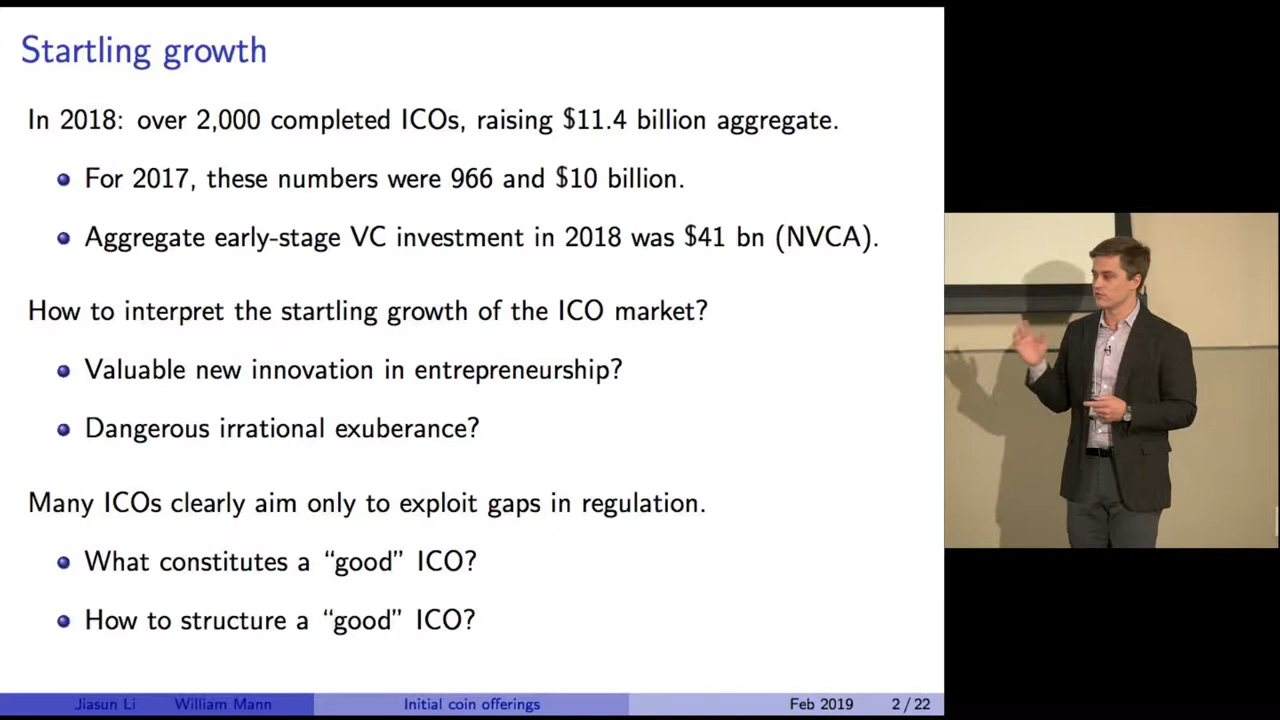 Startling growth
In 2018: over 2,000 completed ICOs, raising $11.4 billion aggregate.
For 2017, these numbers were 966 and $10 billion.
Aggregate early-stage VC investment in 2018 was $41 bn (NVCA).
How to interpret the startling growth of the ICO market?
Valuable new innovation in entrepreneurship?
Dangerous irrational exuberance?
Many ICOs clearly aim only to exploit gaps in regulation.
What constitutes a “good” ICO?
How to structure a “good” ICO?
Jiasun Li William Mann Initial coin offerings Feb 2019 2 / 22